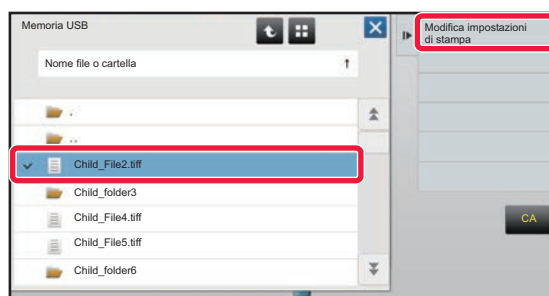 Memoria USB
Nome file o cartella
.
..
Child_File2.tiff
Child_folder3
Child_File4.tiff
Child_File5.tiff
Child_folder6
Modifica impostazioni
di stampa
CA